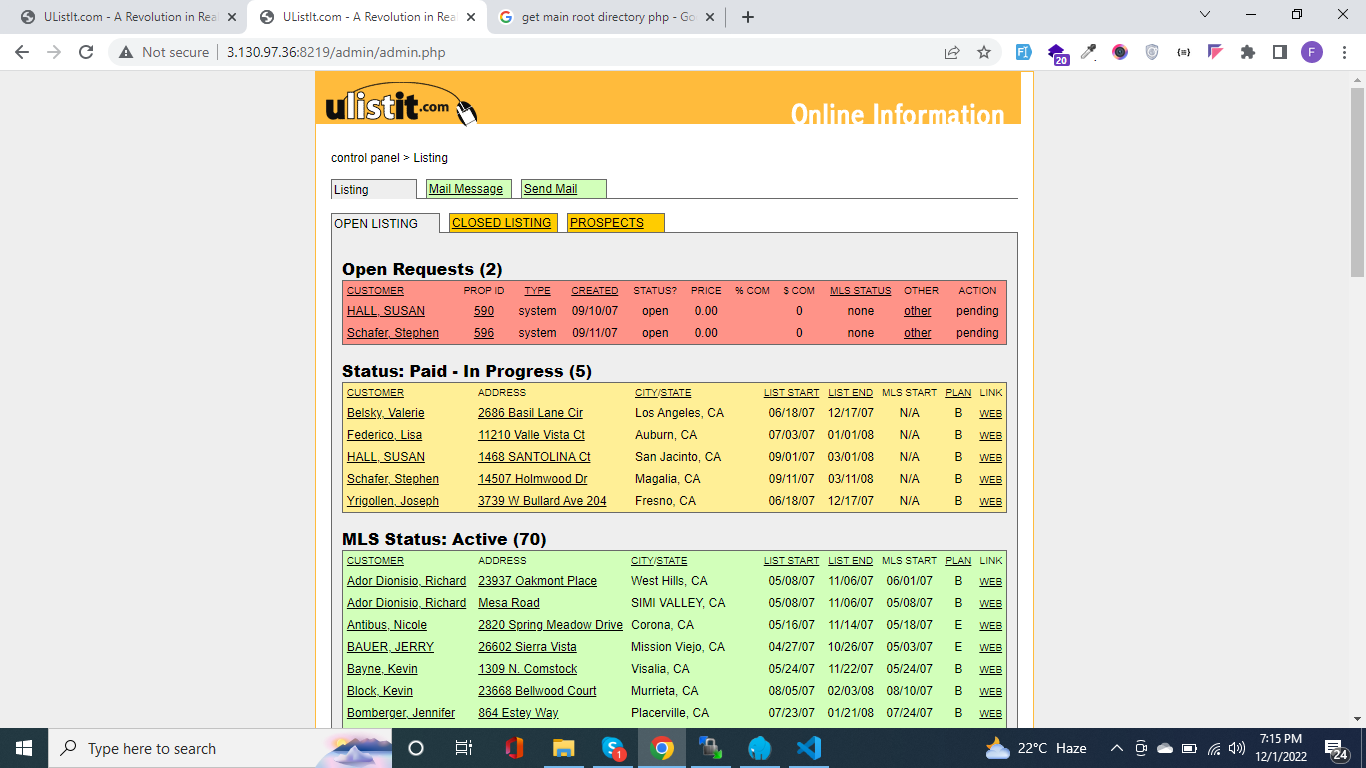 UListIt.com - A Revolution in Rea
UListIt.com - A Revolution in Rea
get main root directory php - Go
Not secure 3.130.97.36:8219/admin/admin.php
20
F
ulistit.com
Online Information
control panel > Listing
Listing Mail Message Send Mail
OPEN LISTING CLOSED LISTING PROSPECTS
Open Requests (2)
CUSTOMER PROP ID TYPE CREATED STATUS? PRICE % COM $ COM MLS STATUS OTHER ACTION
HALL, SUSAN 590 system 09/10/07 open 0.00 0 none other pending
Schafer, Stephen 596 system 09/11/07 open 0.00 0 none other pending
Status: Paid - In Progress (5)
CUSTOMER ADDRESS CITY/STATE LIST START LIST END MLS START PLAN LINK
Belsky, Valerie 2686 Basil Lane Cir Los Angeles, CA 06/18/07 12/17/07 N/A B WEB
Federico, Lisa 11210 Valle Vista Ct Auburn, CA 07/03/07 01/01/08 N/A B WEB
HALL, SUSAN 1468 SANTOLINA Ct San Jacinto, CA 09/01/07 03/01/08 N/A B WEB
Schafer, Stephen 14507 Holmwood Dr Magalia, CA 09/11/07 03/11/08 N/A B WEB
Yrigollen, Joseph 3739 W Bullard Ave 204 Fresno, CA 06/18/07 12/17/07 N/A B WEB
MLS Status: Active (70)
CUSTOMER ADDRESS CITY/STATE LIST START LIST END MLS START PLAN LINK
Ador Dionisio, Richard 23937 Oakmont Place West Hills, CA 05/08/07 11/06/07 06/01/07 B WEB
Ador Dionisio, Richard Mesa Road SIMI VALLEY, CA 05/08/07 11/06/07 05/08/07 B WEB
Antibus, Nicole 2820 Spring Meadow Drive Corona, CA 05/16/07 11/14/07 05/18/07 E WEB
BAUER, JERRY 26602 Sierra Vista Mission Viejo, CA 04/27/07 10/26/07 05/03/07 E WEB
Bayne, Kevin 1309 N. Comstock Visalia, CA 05/24/07 11/22/07 05/24/07 B WEB
Block, Kevin 23668 Bellwood Court Murrieta, CA 08/05/07 02/03/08 08/10/07 B WEB
Bomberger, Jennifer 864 Estey Way Placerville, CA 07/23/07 01/21/08 07/24/07 B WEB
Type here to search
1
22°C Haze
7:15 PM
12/1/2022
24